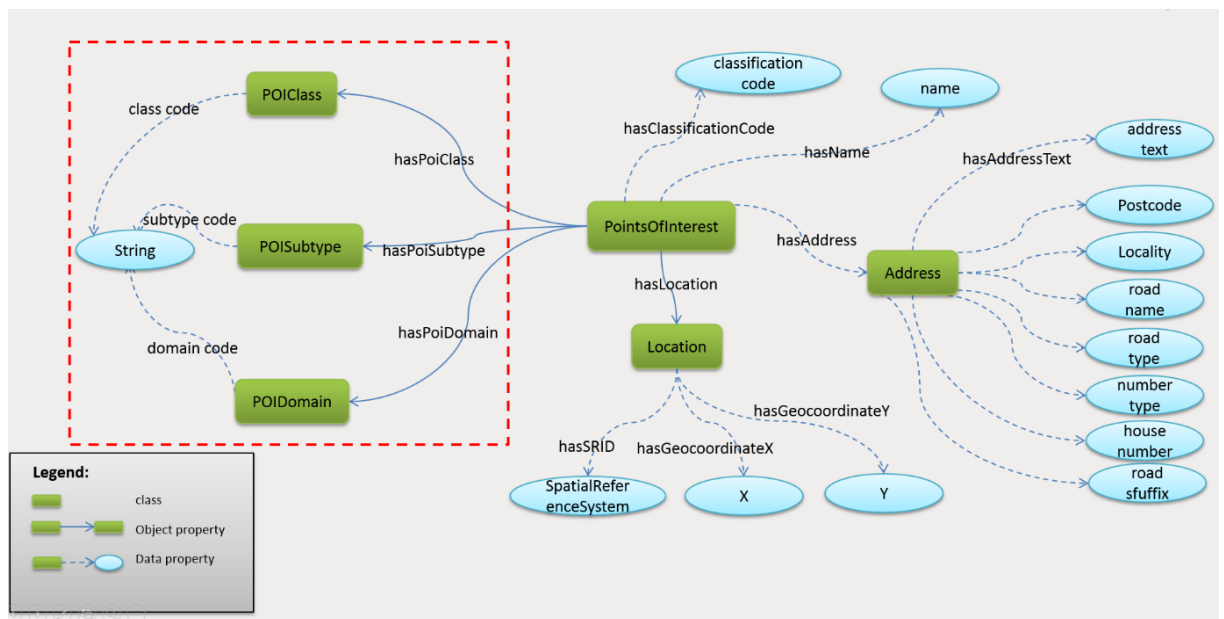 classification
code
name
POIClass
class code
hasClassificationCode
hasName
address
text
hasAddressText
hasPoiClass
Postcode
subtype code
PointsOfInterest
String
POISubtype
hasPoiSubtype
hasAddress
Locality
Address
hasLocation
road
name
hasPoiDomain
domain code
Location
road
type
POIDomain
number
type
hasGeocoordinateY
hasSRID
hasGeocoordinateX
house
number
SpatialRefer
enceSystem
X
Y
road
sfuffix
Legend:
class
Object property
Data property